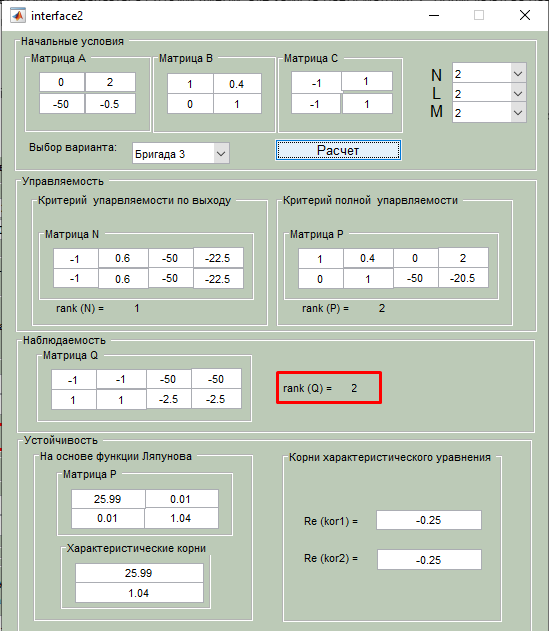 interface2
Начальные условия
Матрица A
0 2
-50 -0.5
Матрица B
1 0.4
0 1
Матрица C
-1 1
-1 1
N 2
L 2
M 2
Выбор варианта: Бригада 3
Расчет
Управляемость
Критерий упарвляемости по выходу
Матрица N
-1 0.6 -50 -22.5
-1 0.6 -50 -22.5
rank (N) = 1
Критерий полной упарвляемости
Матрица P
1 0.4 0 2
0 1 -50 -20.5
rank (P) = 2
Наблюдаемость
Матрица Q
-1 -1 -50 -50
1 1 -2.5 -2.5
rank (Q) = 2
Устойчивость
На основе функции Ляпунова
Матрица P
25.99 0.01
0.01 1.04
Характеристические корни
25.99
1.04
Корни характеристического уравнения
Re (kor1) = -0.25
Re (kor2) = -0.25